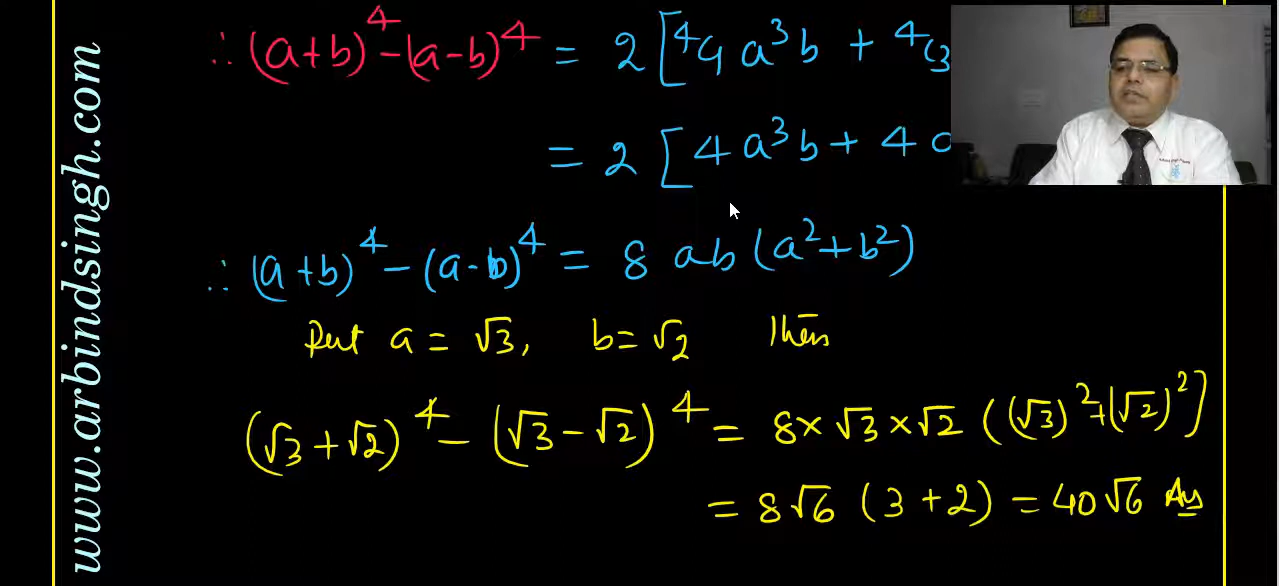 www.arbindsingh.com
∴ (a+b)⁴ - (a-b)⁴ = 2 [⁴C₁ a³b + ⁴C₃
= 2 [4 a³b + 4 a
∴ (a+b)⁴ - (a-b)⁴ = 8 ab (a²+b²)
Put a = √3, b = √2 Then
(√3+√2)⁴ - (√3-√2)⁴ = 8×√3×√2 ((√3)²+(√2)²]
= 8√6 (3+2) = 40√6 Ans